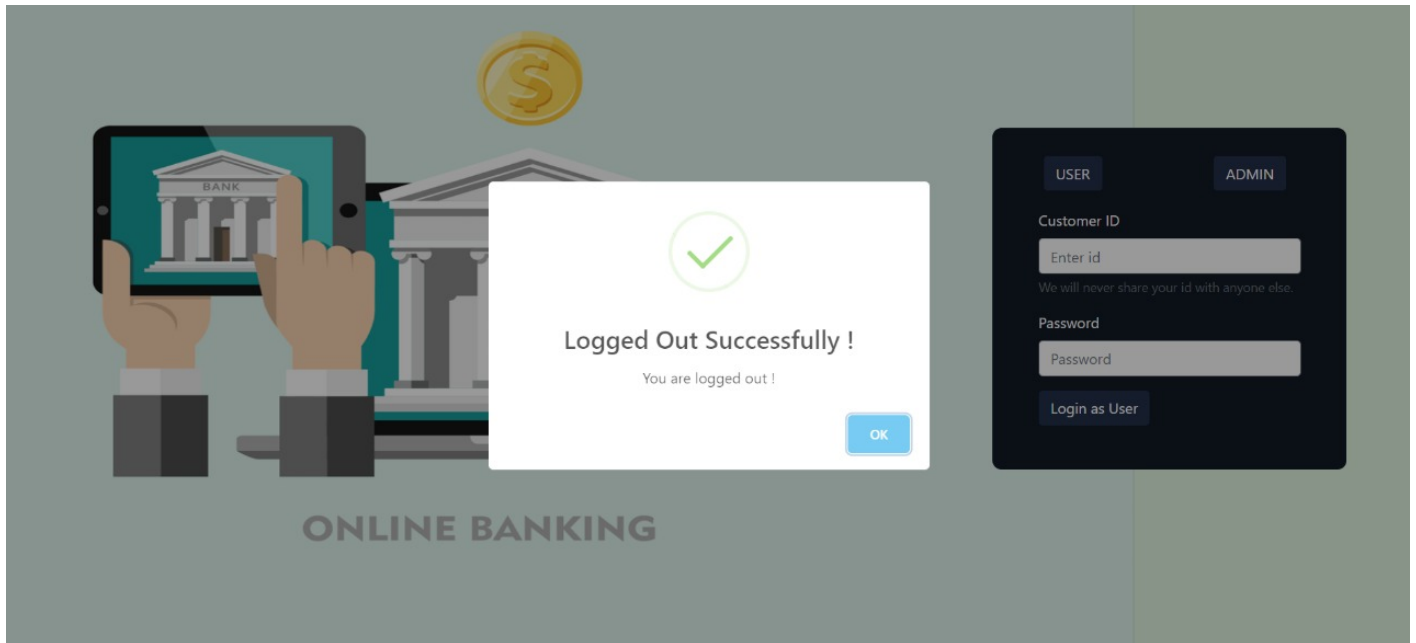 BANK
Logged Out Successfully !
You are logged out !
OK
ONLINE BANKING
USER
ADMIN
Customer ID
Enter id
We will never share your id with anyone else.
Password
Password
Login as User